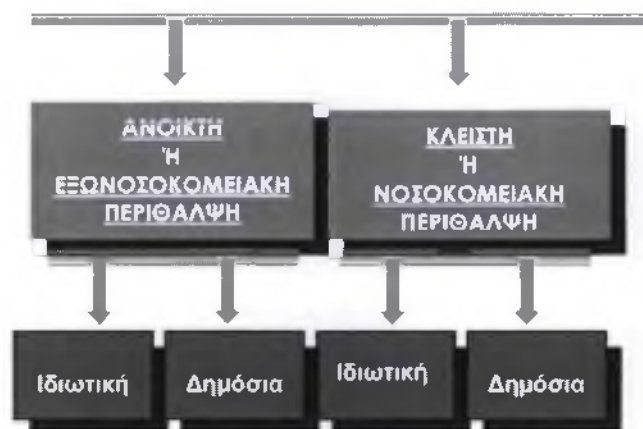 ΑΝΟΙΚΤΗ
Ή
ΕΞΩΝΟΣΟΚΟΜΕΙΑΚΗ
ΠΕΡΙΘΑΛΨΗ
ΚΛΕΙΣΤΗ
Ή
ΝΟΣΟΚΟΜΕΙΑΚΗ
ΠΕΡΙΘΑΛΨΗ
Ιδιωτική
Δημόσια
Ιδιωτική
Δημόσια